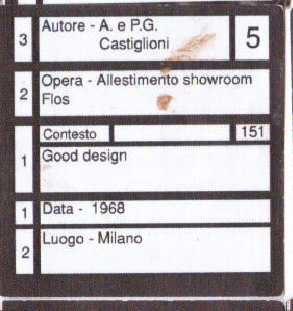 3 Autore - A. e P.G. 5
Castiglioni
Opera - Allestimento showroom
2 Flos
Contesto 151
1 Good design
1 Data - 1968
Luogo - Milano
2